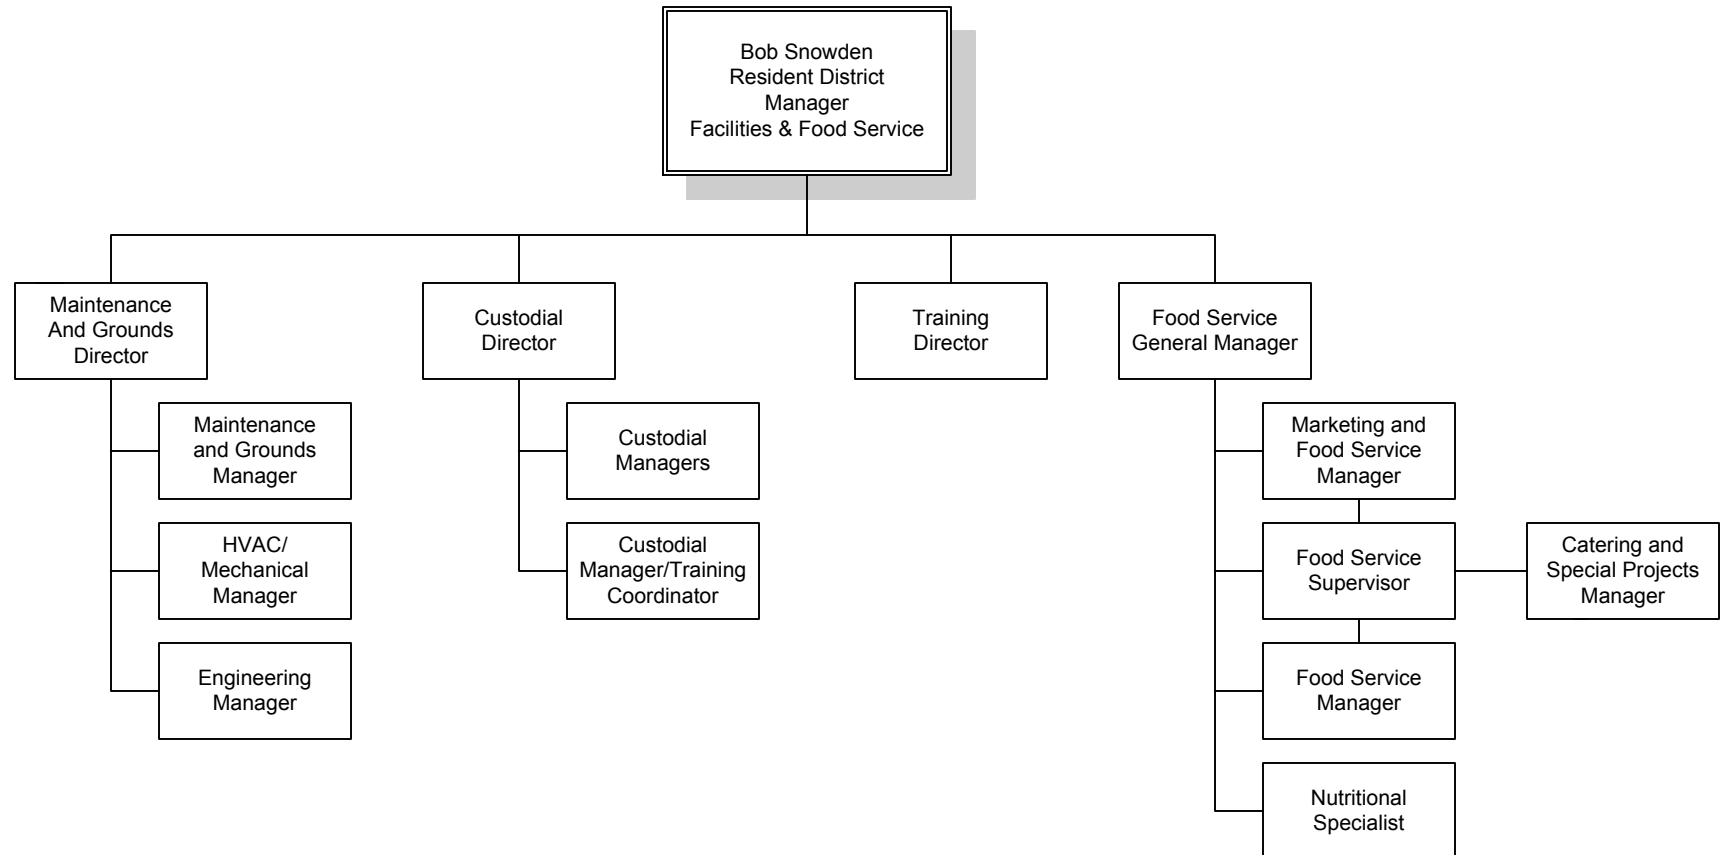 Bob Snowden
Resident District
Manager
Facilities & Food Service
Maintenance
And Grounds
Director
Custodial
Director
Training
Director
Food Service
General Manager
Maintenance
and Grounds
Manager
HVAC/
Mechanical
Manager
Engineering
Manager
Custodial
Managers
Custodial
Manager/Training
Coordinator
Marketing and
Food Service
Manager
Food Service
Supervisor
Catering and
Special Projects
Manager
Food Service
Manager
Nutritional
Specialist